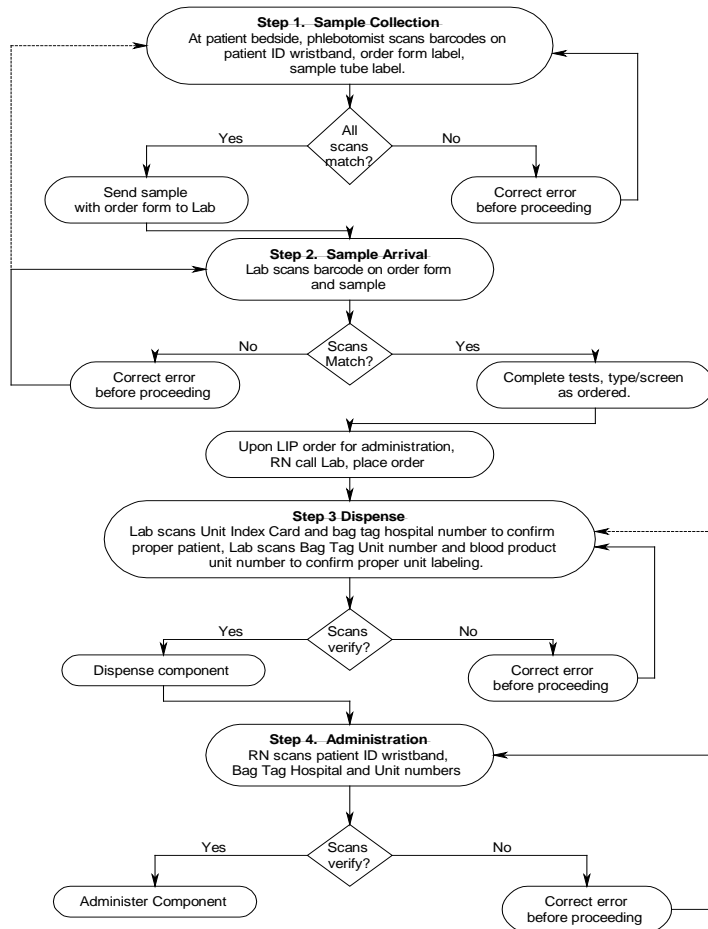 Step 1. Sample Collection
At patient bedside, phlebotomist scans barcodes on
patient ID wristband, order form label,
sample tube label.
All
scans
match?
Yes
No
Send sample
with order form to Lab
Correct error
before proceeding
Step 2. Sample Arrival
Lab scans barcode on order form
and sample
Scans
Match?
No
Yes
Correct error
before proceeding
Complete tests, type/screen
as ordered.
Upon LIP order for administration,
RN call Lab, place order
Step 3 Dispense
Lab scans Unit Index Card and bag tag hospital number to confirm
proper patient, Lab scans Bag Tag Unit number and blood product
unit number to confirm proper unit labeling.
Scans
verify?
Yes
No
Dispense component
Correct error
before proceeding
Step 4. Administration
RN scans patient ID wristband,
Bag Tag Hospital and Unit numbers
Scans
verify?
Yes
No
Administer Component
Correct error
before proceeding